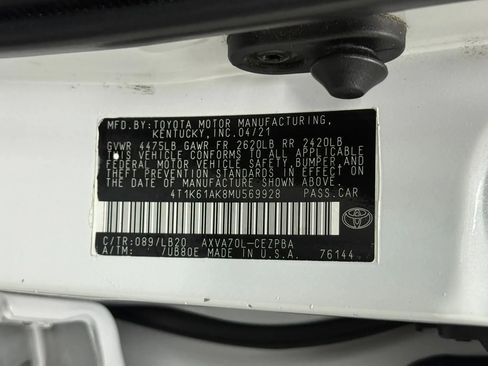 MFD.BY:TOYOTA MOTOR MANUFACTURING,
KENTUCKY,INC.04/21
GVWR 4475LB GAWR FR 2620LB RR 2420LB
THIS VEHICLE CONFORMS TO ALL APPLICABLE
FEDERAL MOTOR VEHICLE SAFETY,BUMPER,AND
THEFT PREVENTION STANDARDS IN EFFECT ON
THE DATE OF MANUFACTURE SHOWN ABOVE.
4T1K61AK8MU569928 PASS.CAR
C/TR:089/LB20 AXVA70L-CEZPBA
A/TM: /UB80E MADE IN U.S.A. 76144